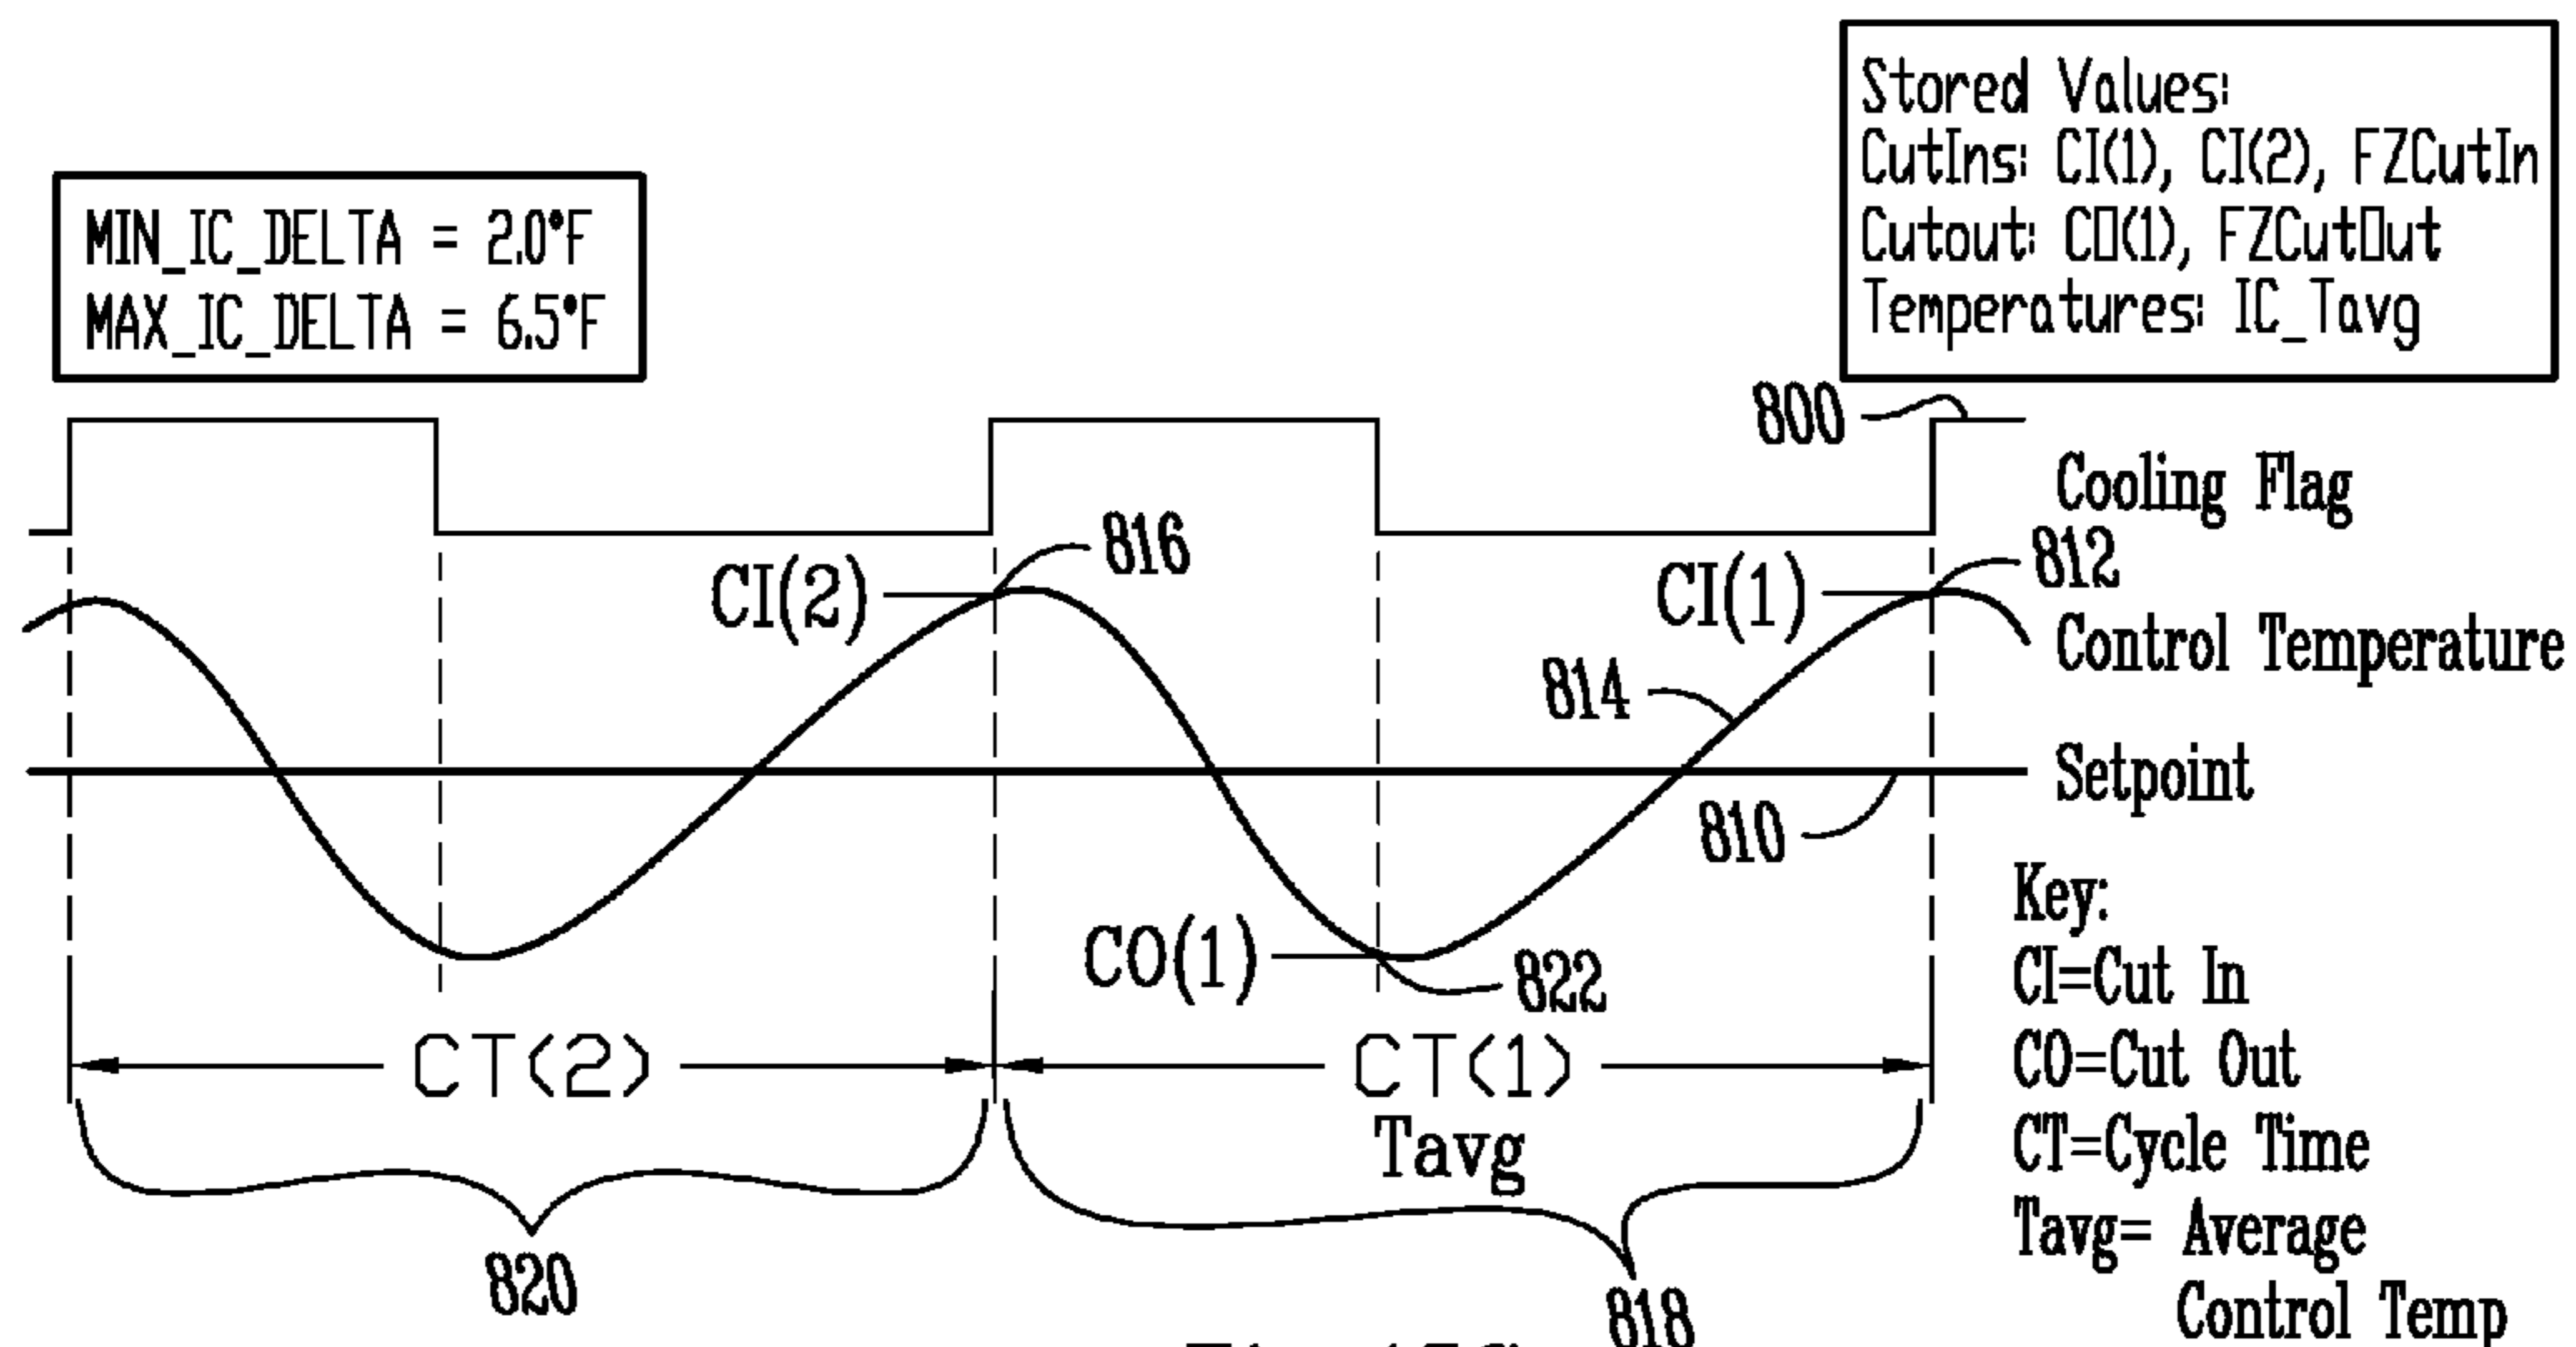 Stored Values:
CutIns: CI(1), CI(2), FZCutIn
Cutout: CO(1), FZCutOut
Temperatures: IC_Tavg
MIN_IC_DELTA = 2.0°F
MAX_IC_DELTA = 6.5°F
800
Cooling Flag
816
812
CI(2)
CI(1)
Control Temperature
814
Setpoint
810
Key:
CO(1)
822
CI=Cut In
CT(2)
CT(1)
CO=Cut Out
Tavg
CT=Cycle Time
Tavg= Average
Control Temp
820
818